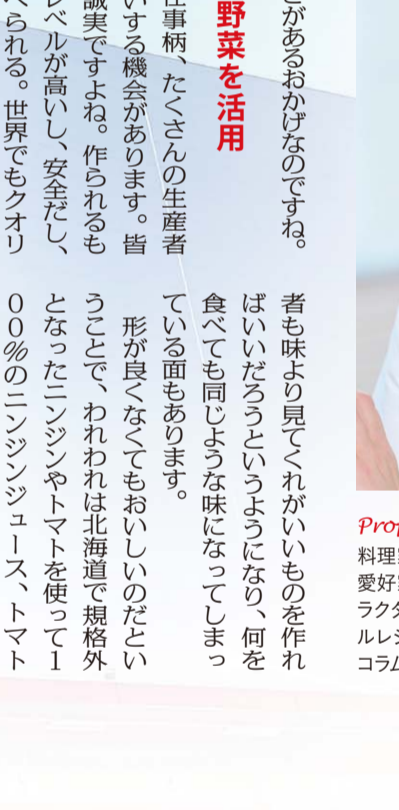 があるおかげなのですね。
野菜を活用
仕事柄、たくさんの生産者
いする機会があります。皆
誠実ですよね。作られるも
レベルが高いし、安全だし、
べられる。世界でもクオリ
者も味より見てくれがいいものを作れ
ばいいだろうというようになり、何を
食べても同じような味になってしまっ
ている面もあります。
形が良くなくてもおいしいのだとい
うことで、われわれは北海道で規格外
となったニンジンやトマトを使って1
00%のニンジンジュース、トマト
Prof
料理
愛好
ラクタ
ルレシ
コラム